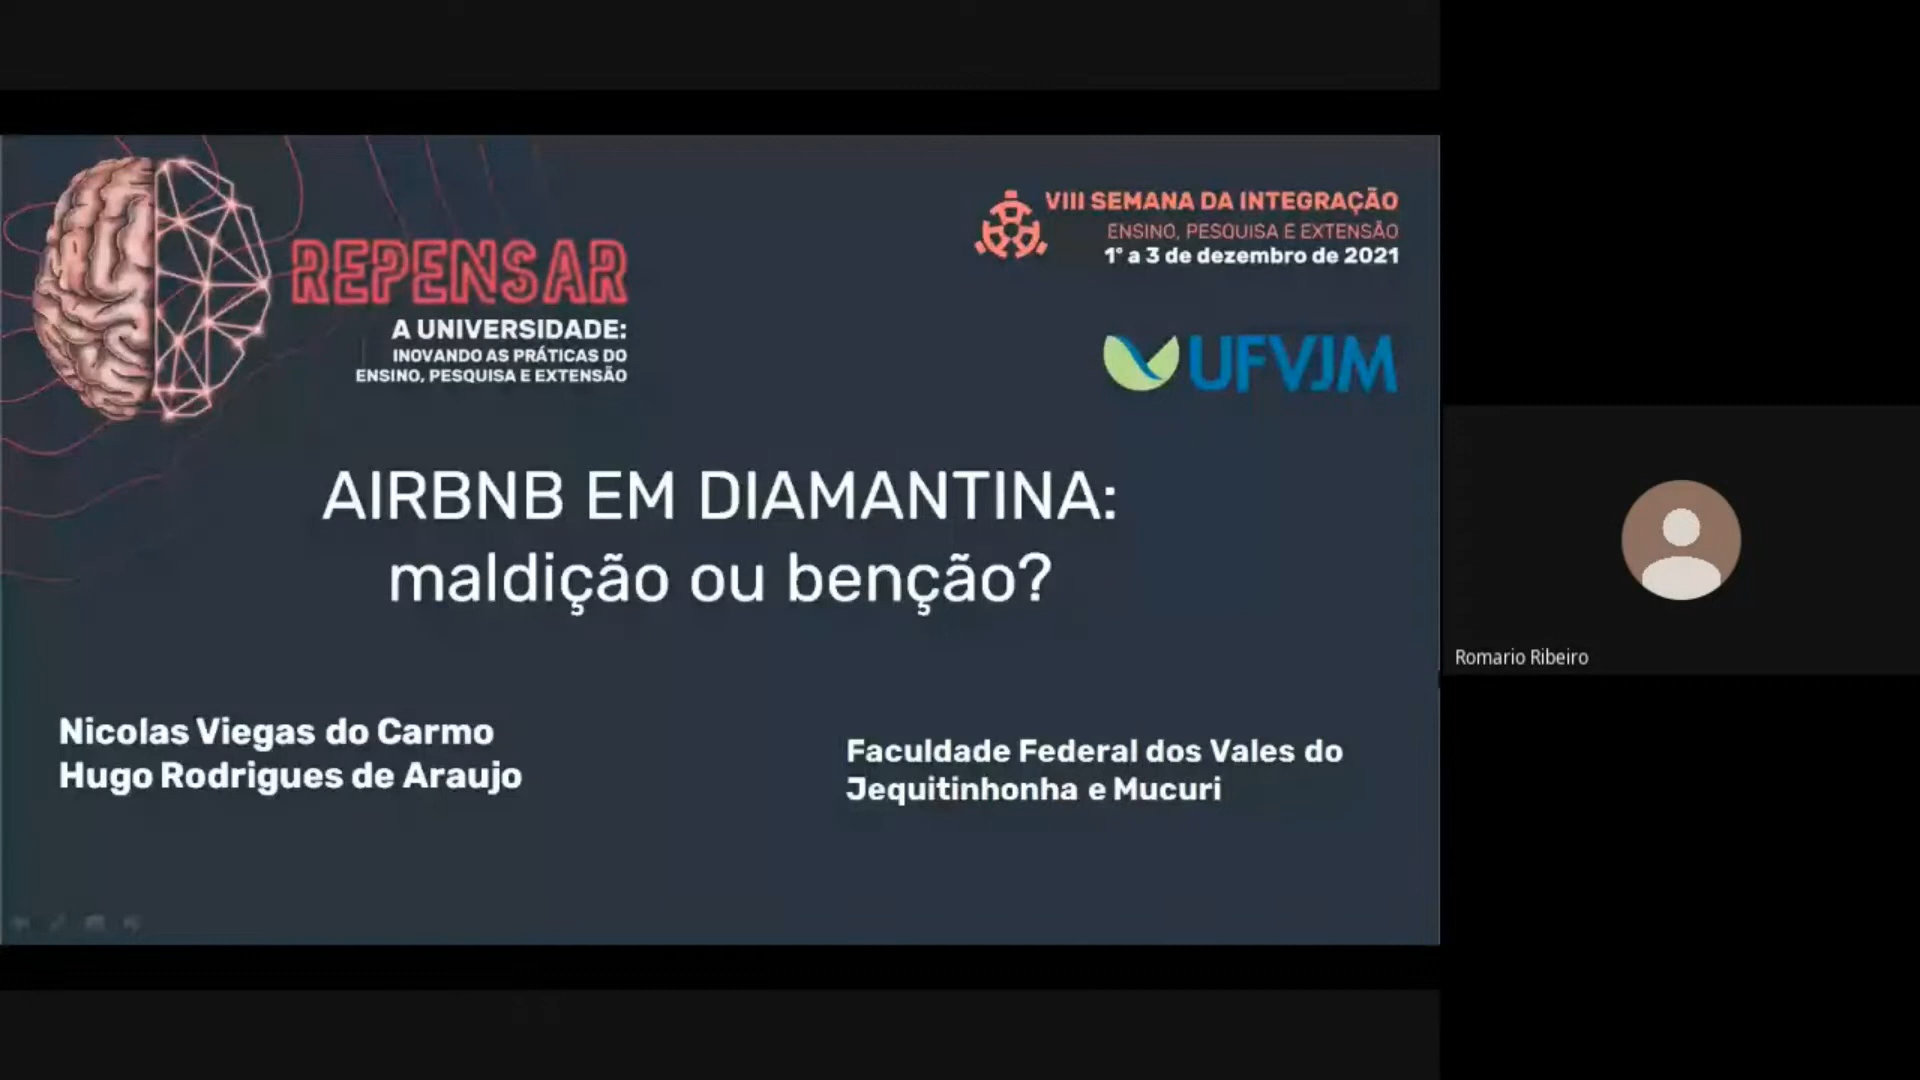 REPENSAR
A UNIVERSIDADE:
INOVANDO AS PRÁTICAS DO
ENSINO, PESQUISA E EXTENSÃO
VIII SEMANA DA INTEGRAÇÃO
ENSINO, PESQUISA E EXTENSÃO
1º a 3 de dezembro de 2021
UFVJM
AIRBNB EM DIAMANTINA:
maldição ou benção?
Nicolas Viegas do Carmo
Hugo Rodrigues de Araujo
Faculdade Federal dos Vales do
Jequitinhonha e Mucuri
Romario Ribeiro